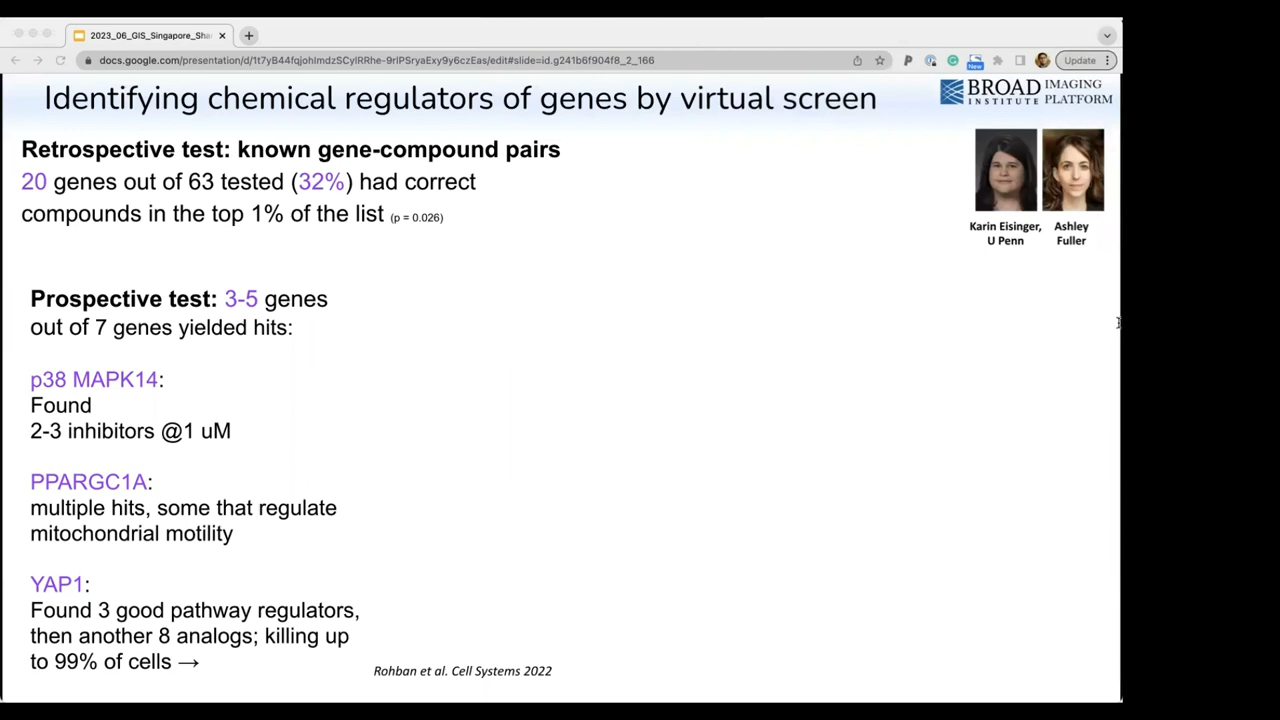 2023_06_GIS_Singapore_Sha
docs.google.com/presentation/d/1t7yB44fqjohImdzSCyIRRhe-9rIPSryaExy9y6czEas/edit#slide=id.g241b6f904f8_2_166
New
Update
Identifying chemical regulators of genes by virtual screen
BROAD INSTITUTE
IMAGING PLATFORM
Retrospective test: known gene-compound pairs
20 genes out of 63 tested (32%) had correct
compounds in the top 1% of the list (p = 0.026)
Karin Eisinger,
U Penn
Ashley
Fuller
Prospective test: 3-5 genes
out of 7 genes yielded hits:
p38 MAPK14:
Found
2-3 inhibitors @1 uM
PPARGC1A:
multiple hits, some that regulate
mitochondrial motility
YAP1:
Found 3 good pathway regulators,
then another 8 analogs; killing up
to 99% of cells →
Rohban et al. Cell Systems 2022